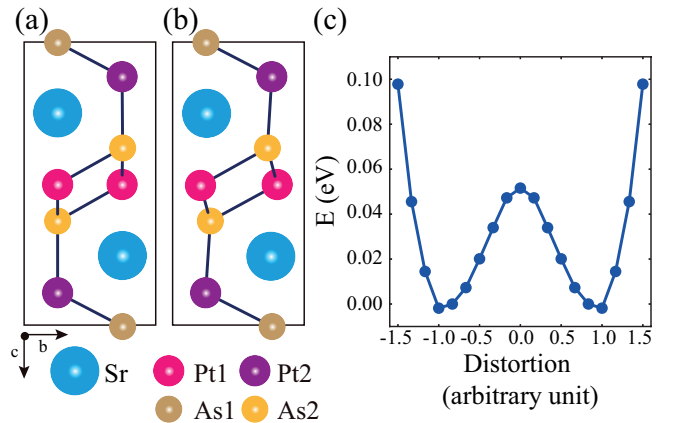 (a)
(b)
(c)
c
b
Sr
Pt1
Pt2
As1
As2
E (eV)
0.10
0.08
0.06
0.04
0.02
0.00
-1.5 -1.0 -0.5 0.0 0.5 1.0 1.5
Distortion
(arbitrary unit)